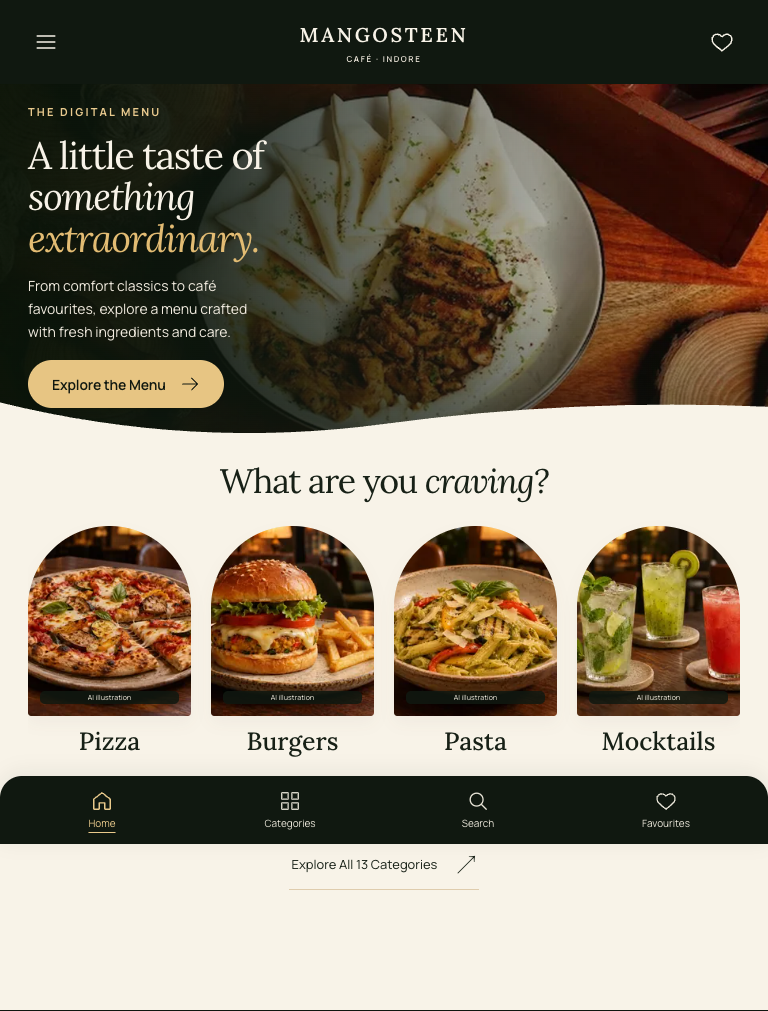 MANGOSTEEN
CAFÉ · INDORE
THE DIGITAL MENU
A little taste of
something
extraordinary.
From comfort classics to café
favourites, explore a menu crafted
with fresh ingredients and care.
Explore the Menu
What are you craving?
AI illustration
AI illustration
AI illustration
AI illustration
Pizza
Burgers
Pasta
Mocktails
Home
Categories
Search
Favourites
Explore All 13 Categories